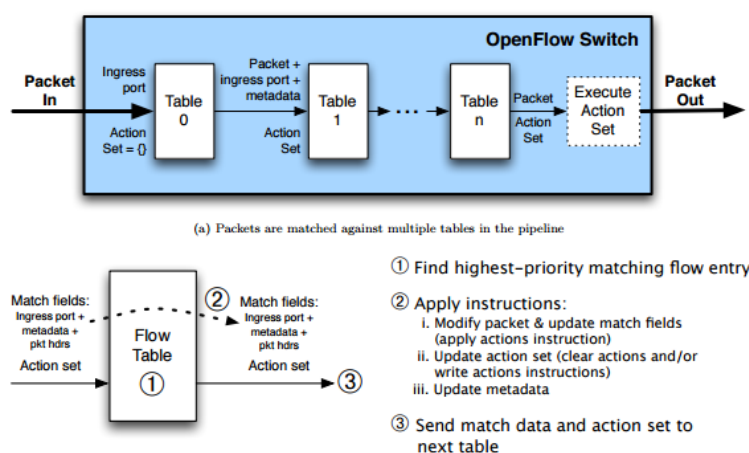 OpenFlow Switch
Packet
In
Ingress
port
Action
Set = {}
Table
0
Packet +
ingress port +
metadata
Action
Set
Table
1
Table
n
Packet
Action
Set
Execute
Action
Set
Packet
Out
(a) Packets are matched against multiple tables in the pipeline
Match fields:
Ingress port +
metadata +
pkt hdrs
Action set
Flow
Table
①
②
Match fields:
Ingress port +
metadata +
pkt hdrs
Action set
③
① Find highest-priority matching flow entry
② Apply instructions:
i. Modify packet & update match fields
(apply actions instruction)
ii. Update action set (clear actions and/or
write actions instructions)
iii. Update metadata
③ Send match data and action set to
next table